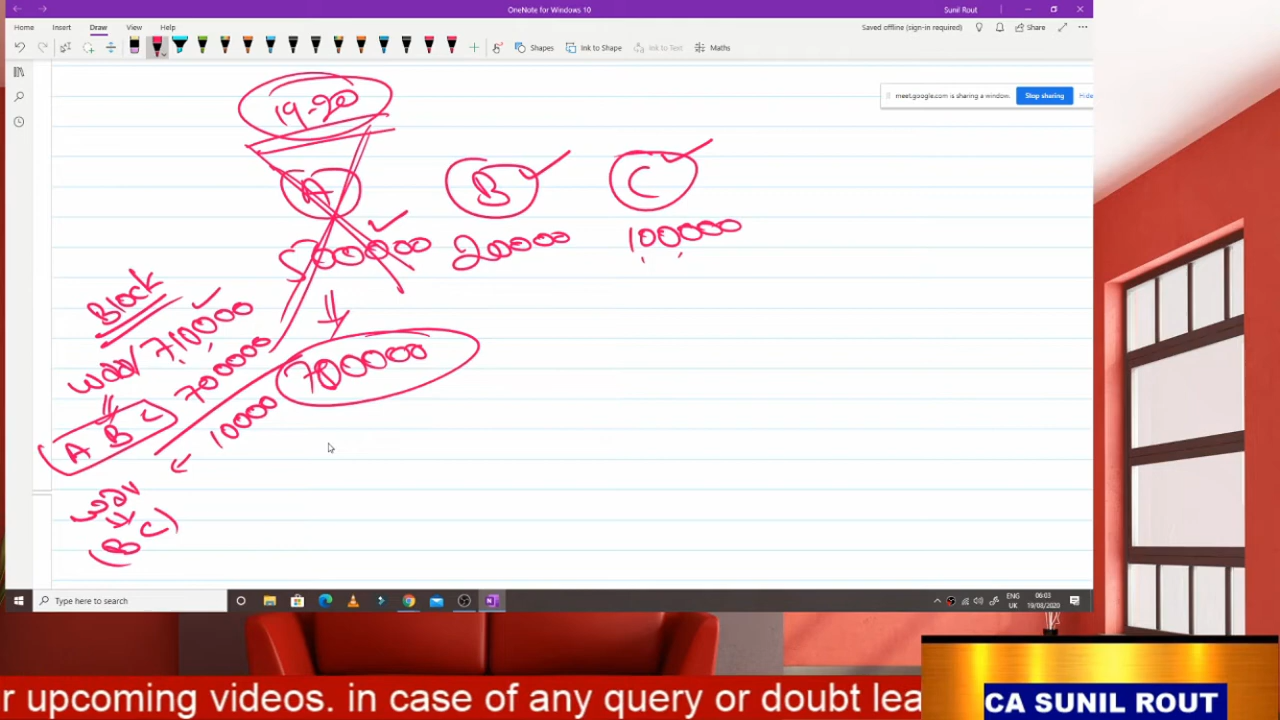 OneNote for Windows 10
Sunil Rout
Home Insert Draw View Help
Saved offline (sign-in required) Share
Shapes Ink to Shape Ink to Text Maths
meet.google.com is sharing a window. Stop sharing Hide
19-20
A B C
500000 200000 100000
Block
WDV 710,000
700000
700000
10000
A B C
WDV
(B C)
Type here to search
ENG
UK
06:03
19/08/2020
r upcoming videos. in case of any query or doubt lea
CA SUNIL ROUT